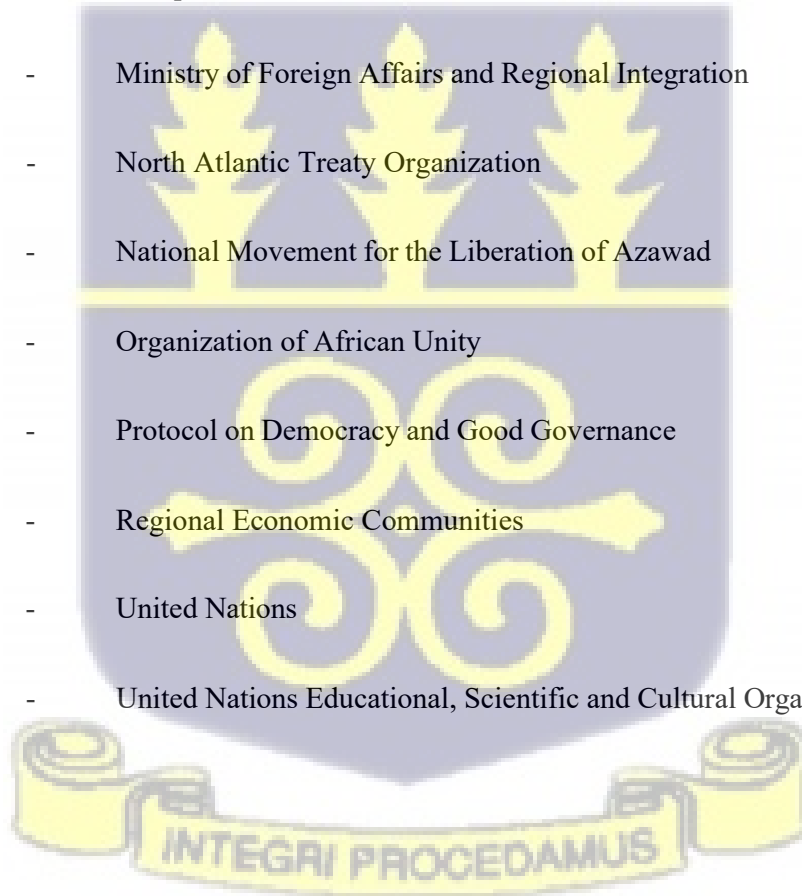 - Ministry of Foreign Affairs and Regional Integration
- North Atlantic Treaty Organization
- National Movement for the Liberation of Azawad
- Organization of African Unity
- Protocol on Democracy and Good Governance
- Regional Economic Communities
- United Nations
- United Nations Educational, Scientific and Cultural Orga
INTEGRI PROCEDAMUS